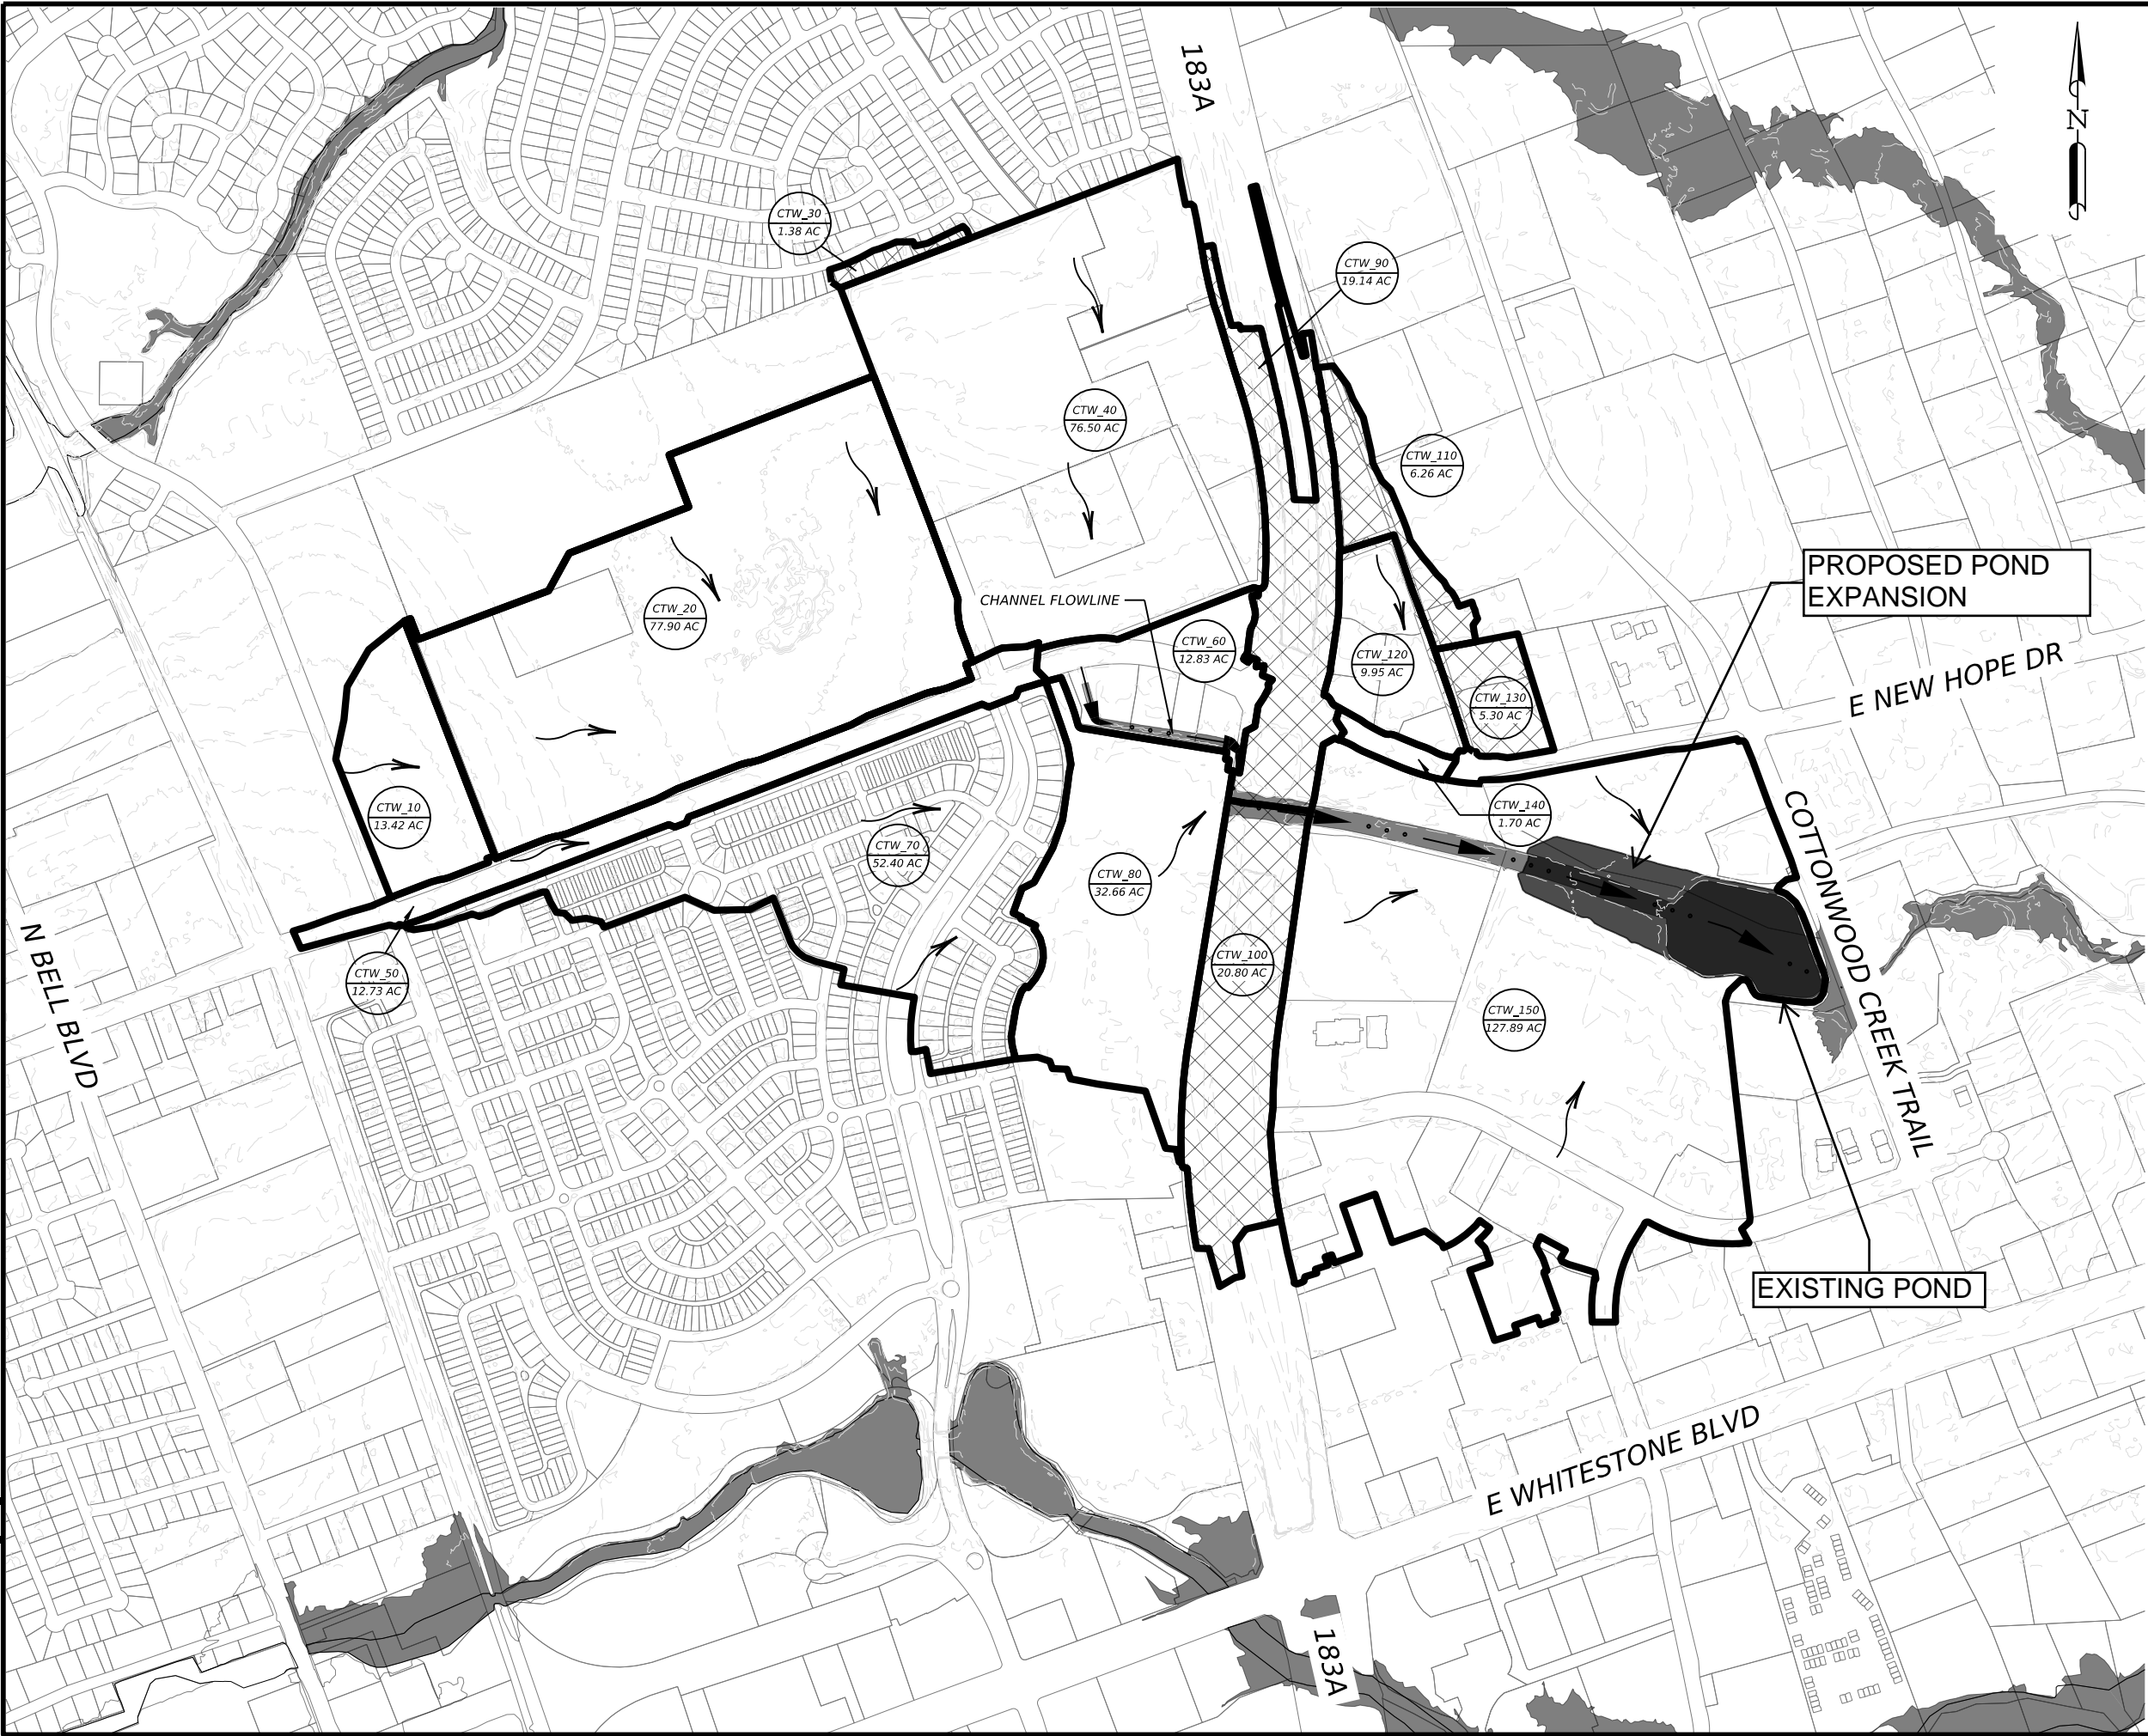 183A
N
CTW_30
1.38 AC
CTW_90
19.14 AC
CTW_40
76.50 AC
CTW_110
6.26 AC
PROPOSED POND
EXPANSION
CHANNEL FLOWLINE
CTW_20
77.90 AC
CTW_60
12.83 AC
CTW_120
9.95 AC
CTW_130
5.30 AC
E NEW HOPE DR
CTW_10
13.42 AC
CTW_140
1.70 AC
CTW_70
52.40 AC
CTW_80
32.66 AC
COTTONWOOD CREEK TRAIL
CTW_50
12.73 AC
CTW_100
20.80 AC
N BELL BLVD
CTW_150
127.89 AC
EXISTING POND
E WHITESTONE BLVD
183A